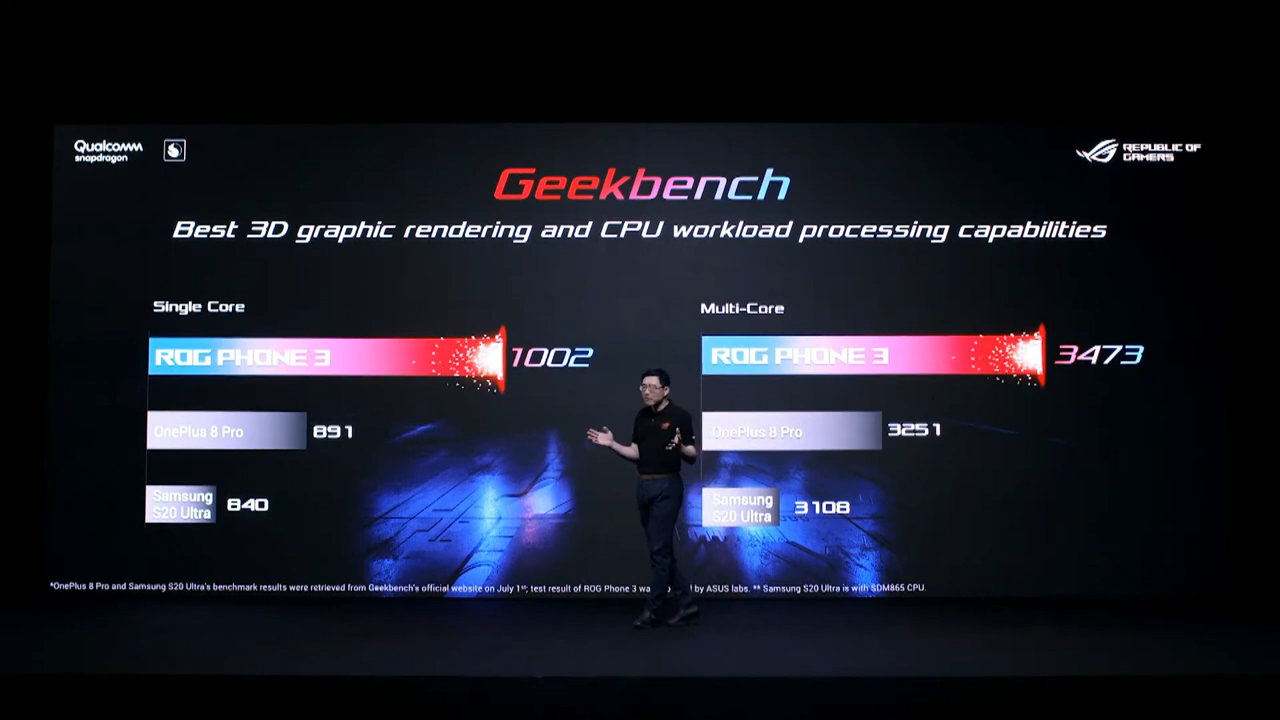 Qualcomm
snapdragon
REPUBLIC OF
GAMERS
Geekbench
Best 3D graphic rendering and CPU workload processing capabilities
Single Core
ROG PHONE 3 1002
OnePlus 8 Pro 891
Samsung
S20 Ultra 840
Multi-Core
ROG PHONE 3 3473
OnePlus 8 Pro 3251
Samsung
S20 Ultra 3108
*OnePlus 8 Pro and Samsung S20 Ultra's benchmark results were retrieved from Geekbench's official website on July 1st; test result of ROG Phone 3 by ASUS labs. ** Samsung S20 Ultra is with SDM865 CPU.